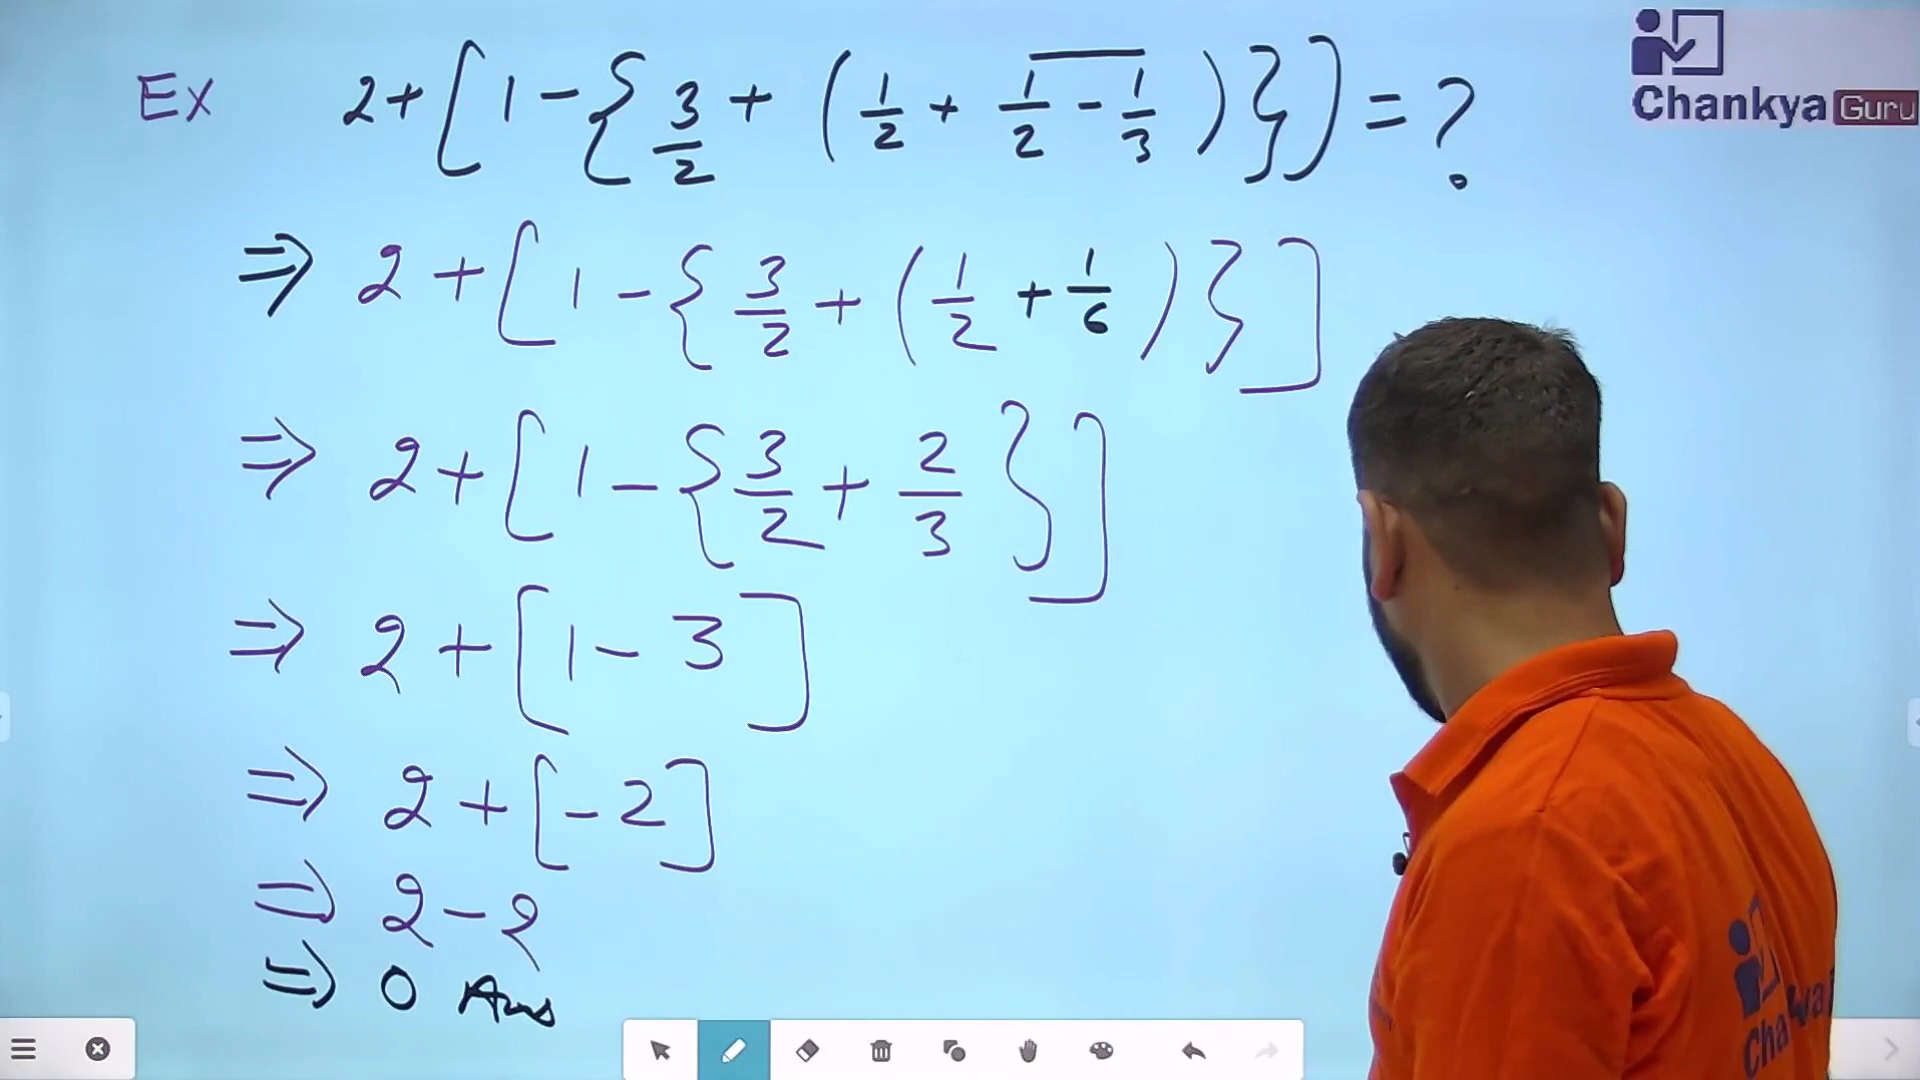 Ex 2+[1-{3/2+(1/2+\overline{1/2-1/3})}]=?
Chankya Guru
⇒ 2+[1-{3/2+(1/2+1/6)}]
⇒ 2+[1-{3/2+2/3}]
⇒ 2+[1-3]
⇒ 2+[-2]
⇒ 2-2
⇒ 0 Ans